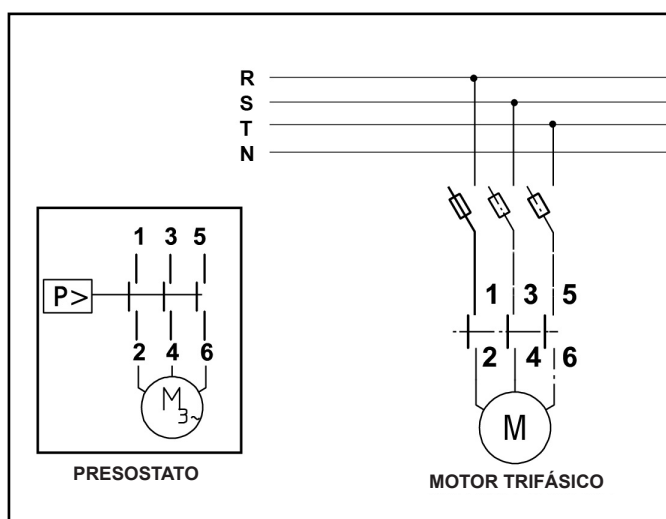 R
S
T
N
1 3 5
P>
2 4 6
M
3~
PRESOSTATO
1 3 5
2 4 6
M
MOTOR TRIFÁSICO